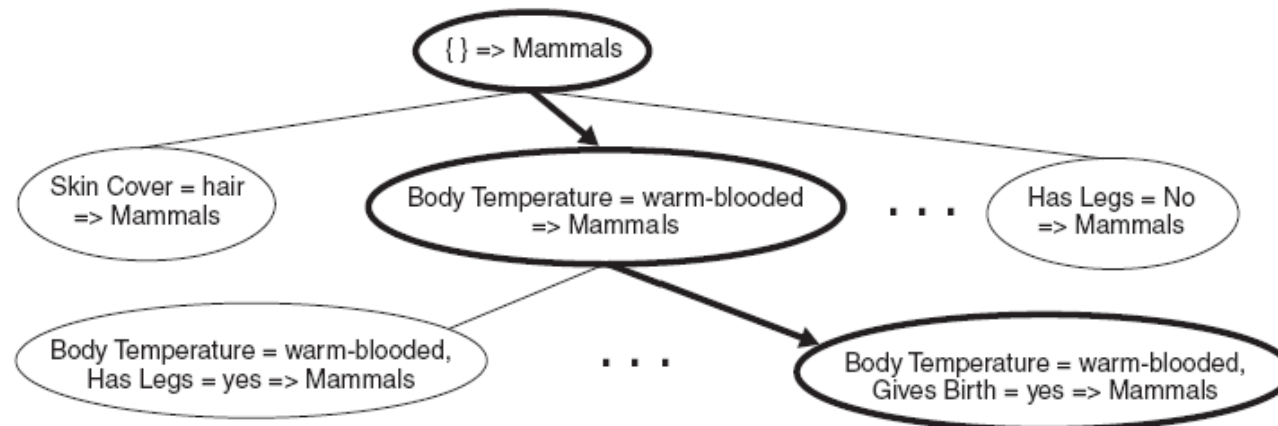 { } => Mammals
Skin Cover = hair
=> Mammals
Body Temperature = warm-blooded
=> Mammals
. . .
Has Legs = No
=> Mammals
Body Temperature = warm-blooded,
Has Legs = yes => Mammals
. . .
Body Temperature = warm-blooded,
Gives Birth = yes => Mammals